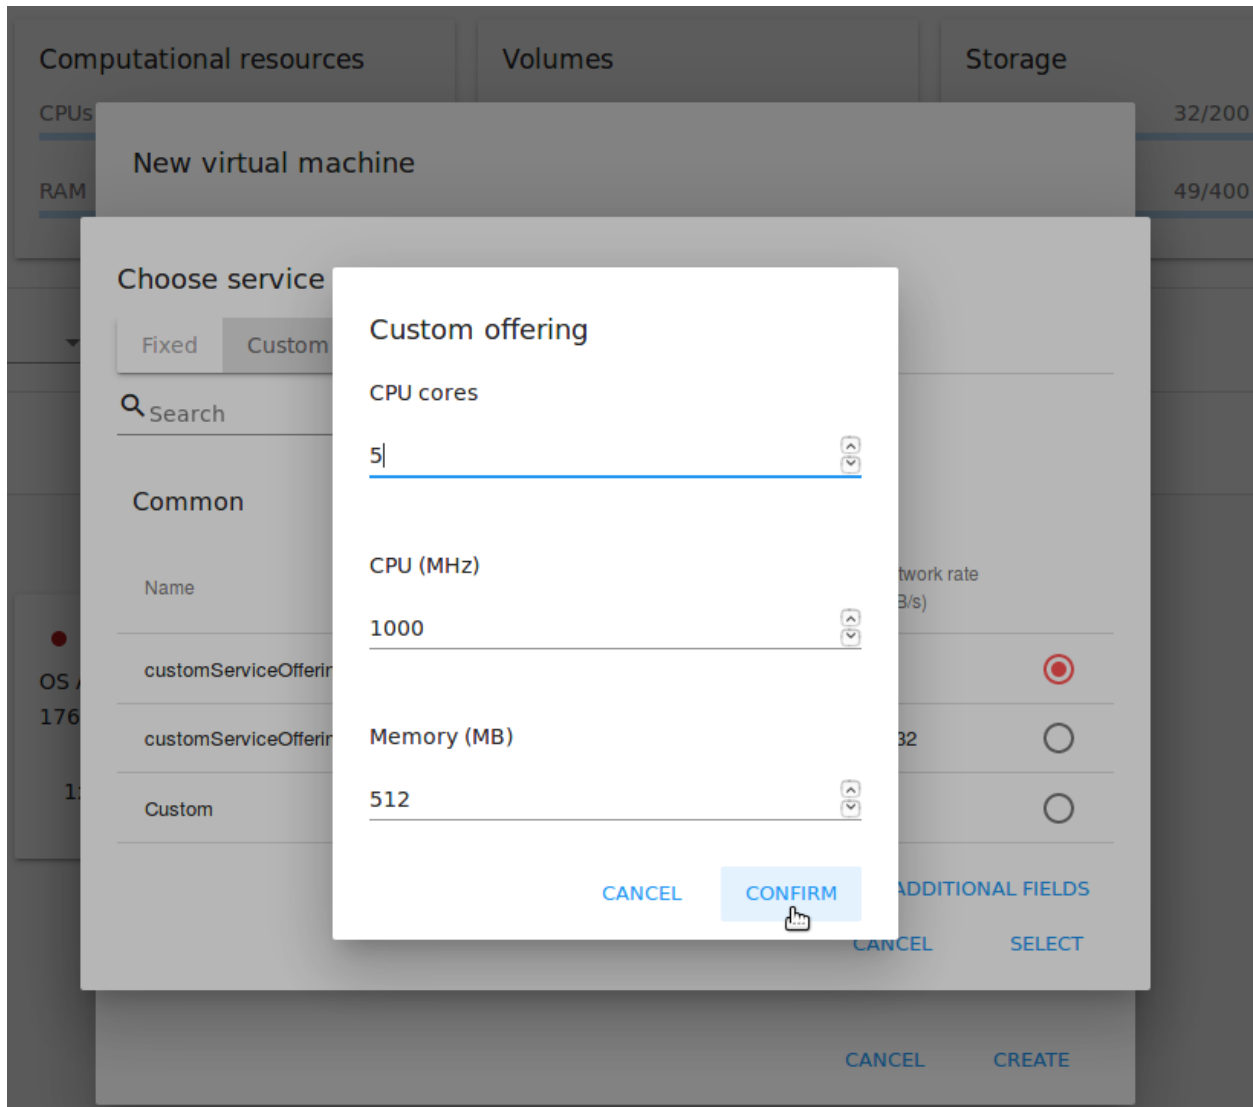 Computational resources
Volumes
Storage
CPUs
32/200
New virtual machine
RAM
49/400
Choose service
Custom offering
Fixed
Custom
CPU cores
Search
5
Common
CPU (MHz)
Name
rate
1000
OS
customServiceOfferin
176
Memory (MB)
customServiceOfferin
32
512
Custom
CANCEL
CONFIRM
ADDITIONAL FIELDS
CANCEL
SELECT
CANCEL
CREATE